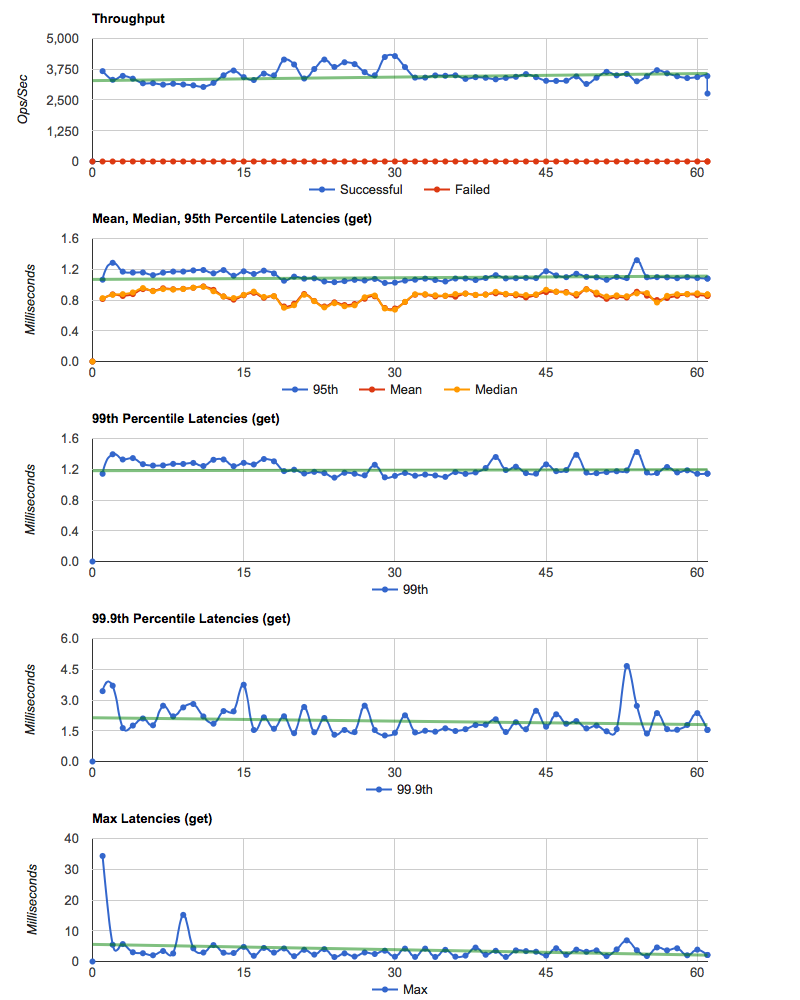 Throughput
5,000
3,750
2,500
1,250
0
Ops/Sec
0 15 30 45 60
Successful Failed
Mean, Median, 95th Percentile Latencies (get)
1.6
1.2
0.8
0.4
0.0
Milliseconds
0 15 30 45 60
95th Mean Median
99th Percentile Latencies (get)
1.6
1.2
0.8
0.4
0.0
Milliseconds
0 15 30 45 60
99th
99.9th Percentile Latencies (get)
6.0
4.5
3.0
1.5
0.0
Milliseconds
0 15 30 45 60
99.9th
Max Latencies (get)
40
30
20
10
0
Milliseconds
0 15 30 45 60
Max